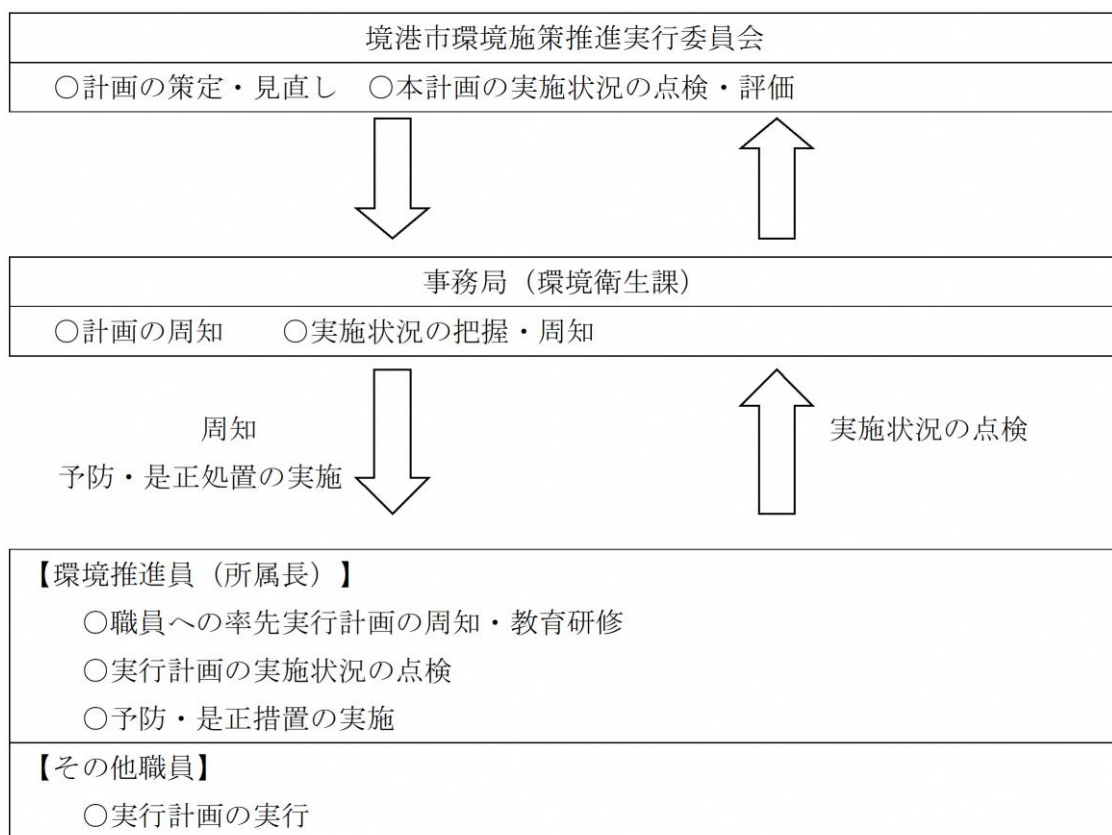 境港市環境施策推進実行委員会
○計画の策定・見直し　○本計画の実施状況の点検・評価
事務局（環境衛生課）
○計画の周知　　○実施状況の把握・周知
周知
予防・是正処置の実施
実施状況の点検
【環境推進員（所属長）】
○職員への率先実行計画の周知・教育研修
○実行計画の実施状況の点検
○予防・是正措置の実施
【その他職員】
○実行計画の実行